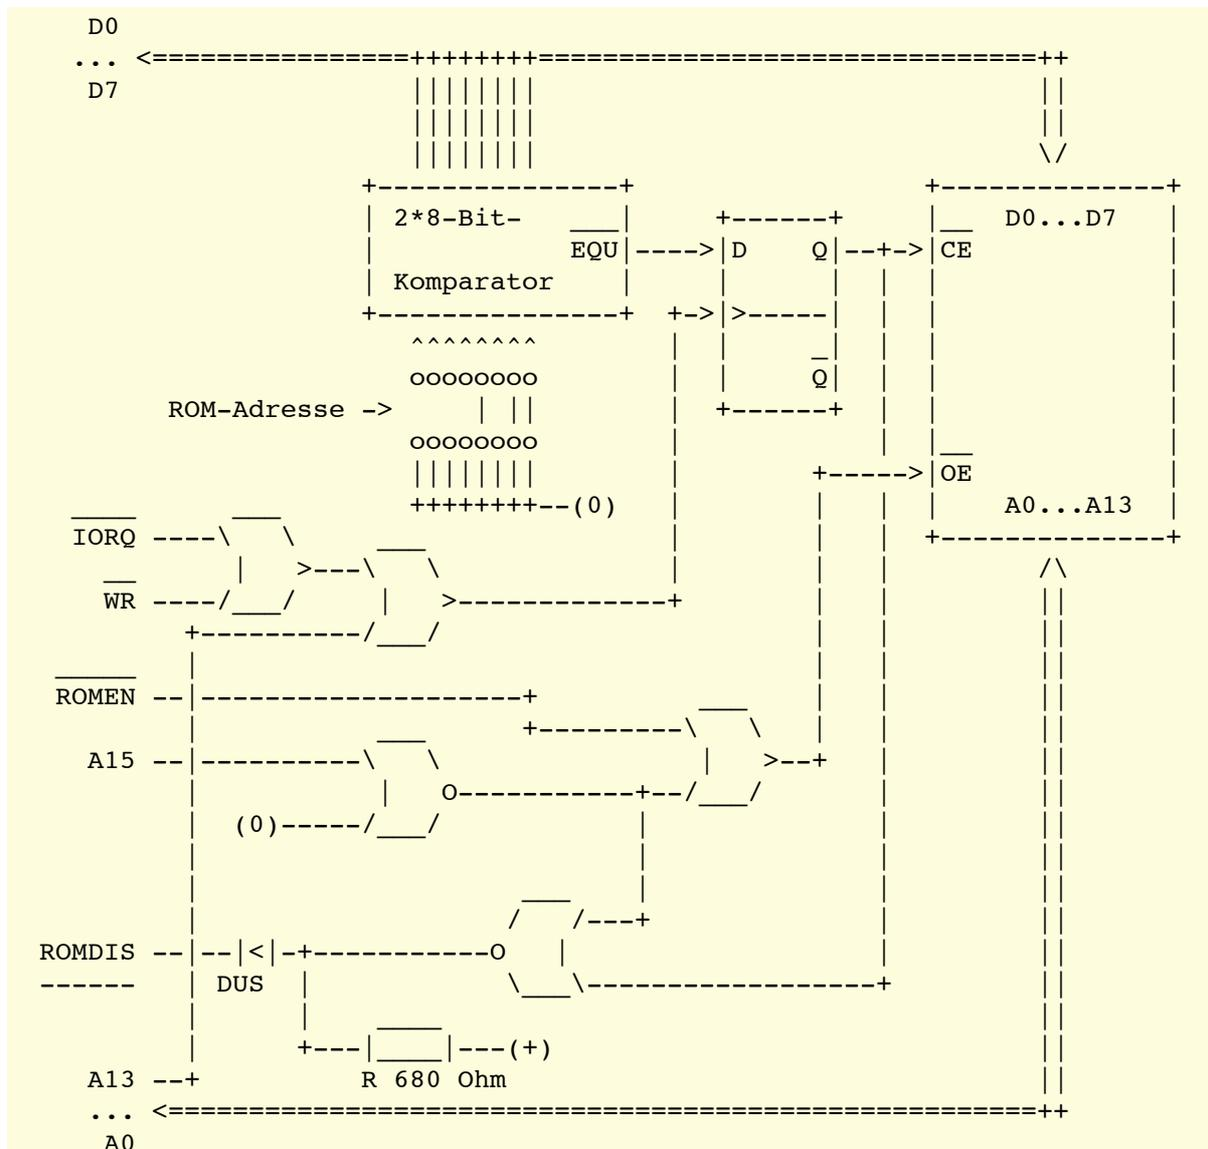 D0
...
D7
2*8-Bit-
EQU
Komparator
D Q
Q
D0...D7
CE
ROM-Adresse ->
OE
A0...A13
(0)
IORQ
WR
ROMEN
A15
(0)
ROMDIS
DUS
(+)
A13
R 680 Ohm
...
A0